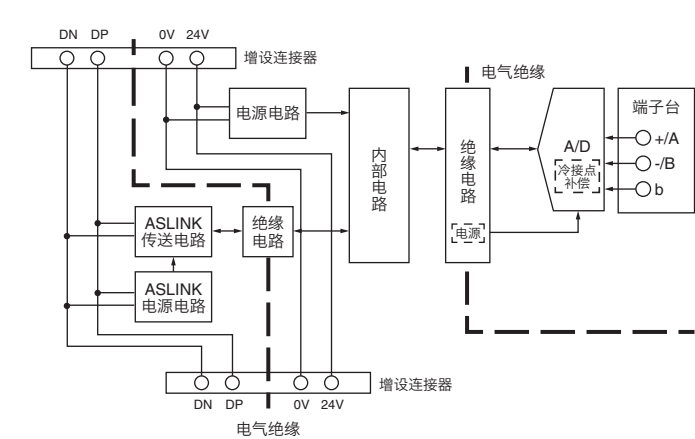 DN DP 0V 24V
增设连接器
电气绝缘
电源电路
端子台
+/A
-/B
b
A/D
冷接点
补偿
绝缘电路
内部电路
电源
ASLINK
传送电路
绝缘
电路
ASLINK
电源电路
增设连接器
DN DP 0V 24V
电气绝缘